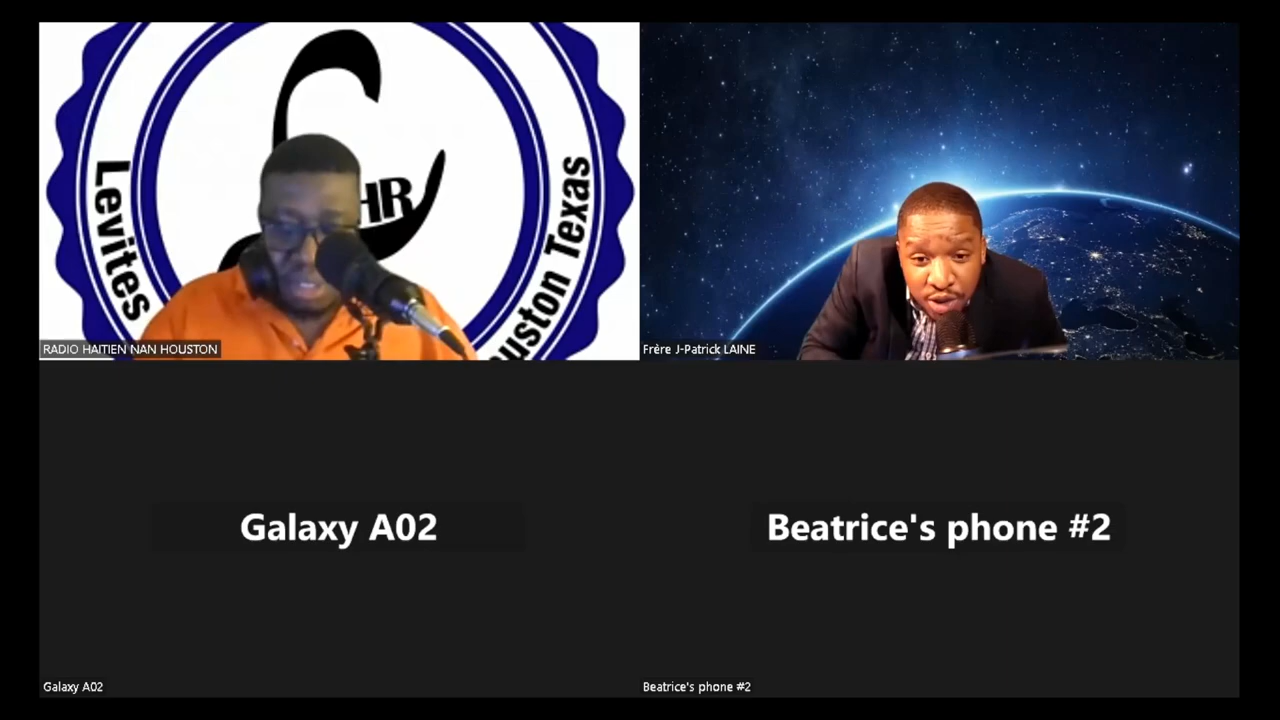 Levites
HR
Houston Texas
RADIO HAITIEN NAN HOUSTON
Frère J-Patrick LAINE
Galaxy A02
Beatrice's phone #2
Galaxy A02
Beatrice's phone #2